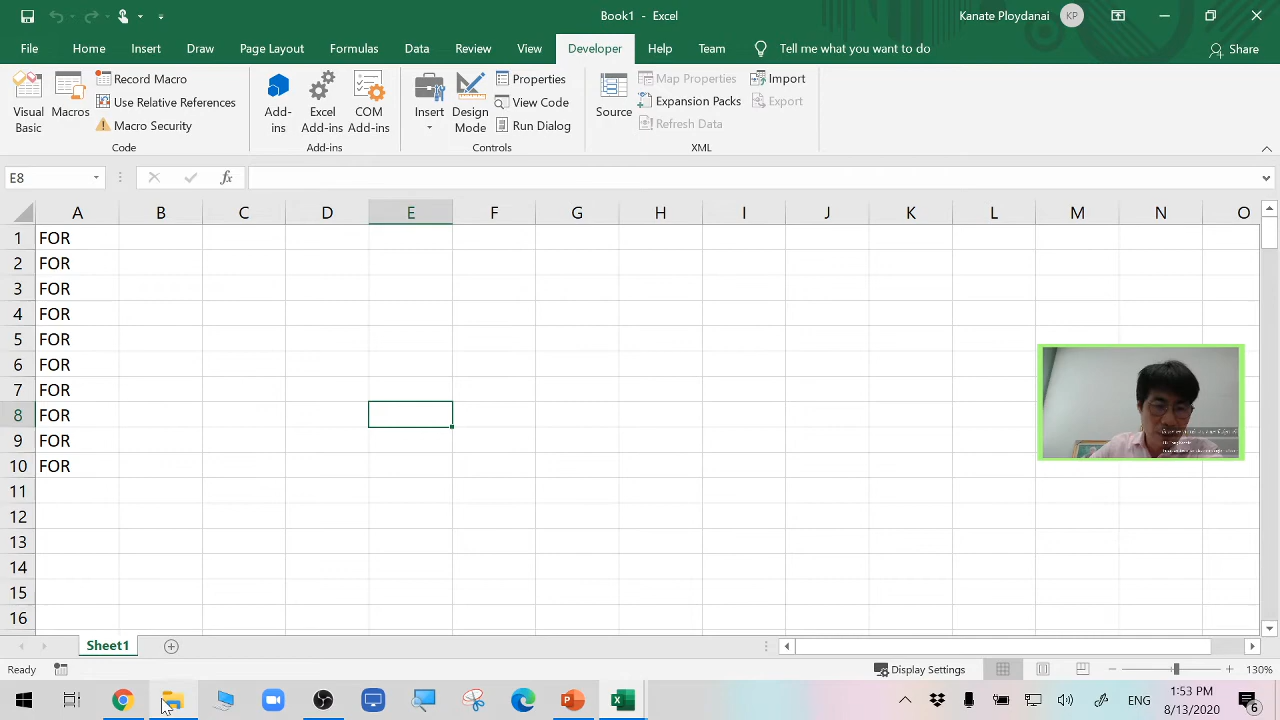 Book1 - Excel
Kanate Ploydanai KP
File Home Insert Draw Page Layout Formulas Data Review View Developer Help Team Tell me what you want to do Share
Visual Basic
Macros
Record Macro
Use Relative References
Macro Security
Code
Add-ins
Excel Add-ins
COM Add-ins
Add-ins
Insert
Design Mode
Properties
View Code
Run Dialog
Controls
Source
Map Properties
Expansion Packs
Refresh Data
Import
Export
XML
E8 fx
A B C D E F G H I J K L M N O
1 FOR
2 FOR
3 FOR
4 FOR
5 FOR
6 FOR
7 FOR
8 FOR
9 FOR
10 FOR
11
12
13
14
15
16
Sheet1
Ready Display Settings 130%
ENG 1:53 PM
8/13/2020
6